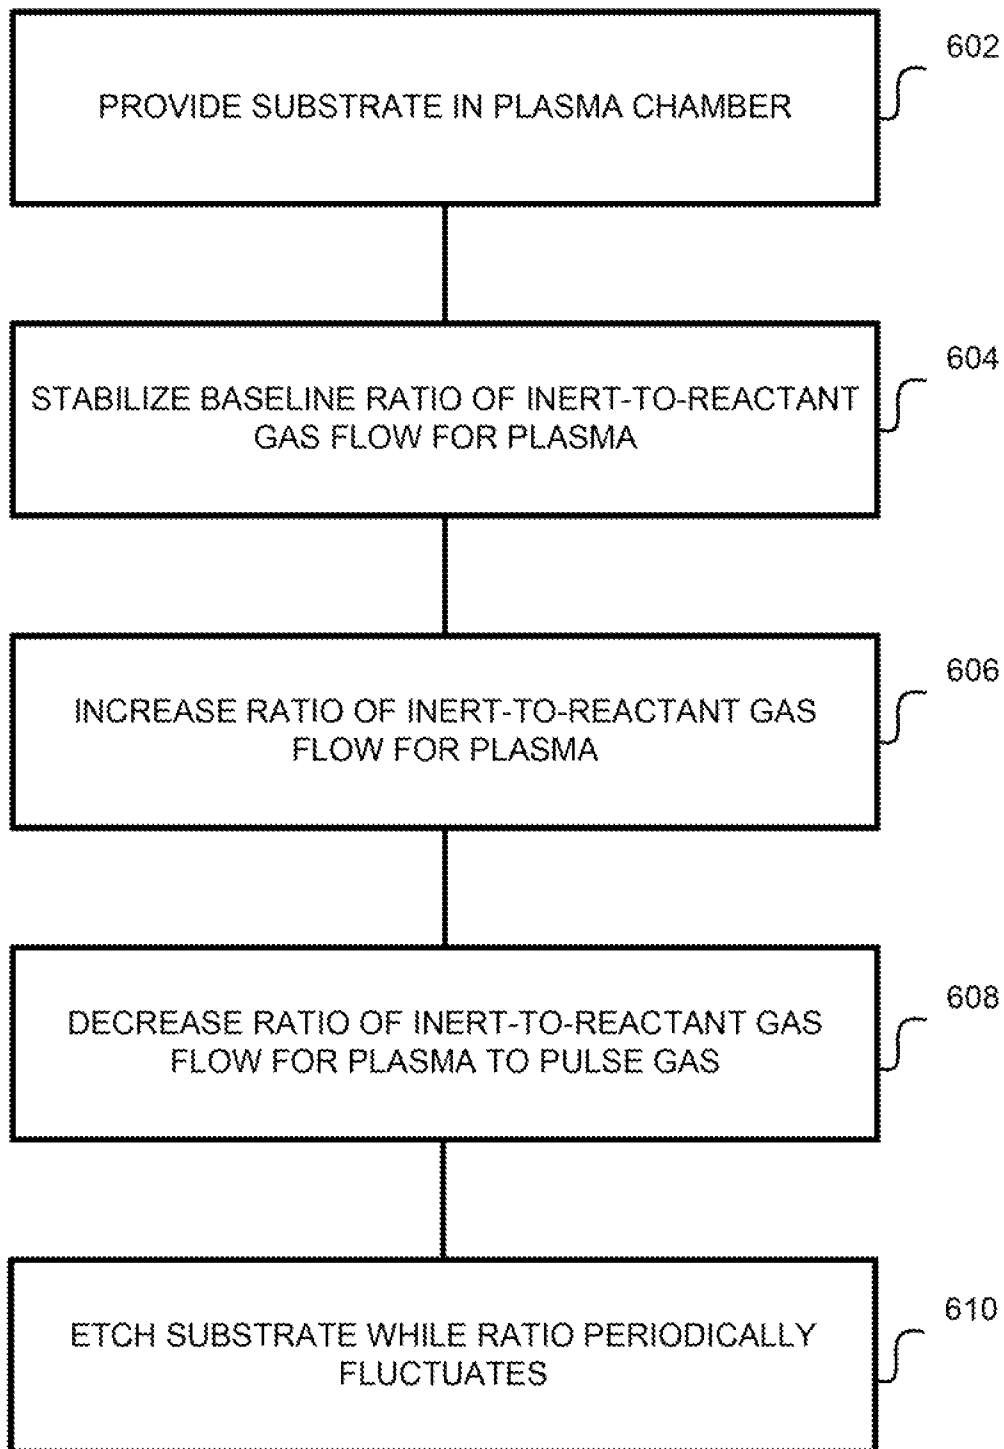 602
PROVIDE SUBSTRATE IN PLASMA CHAMBER
604
STABILIZE BASELINE RATIO OF INERT-TO-REACTANT
GAS FLOW FOR PLASMA
606
INCREASE RATIO OF INERT-TO-REACTANT GAS
FLOW FOR PLASMA
608
DECREASE RATIO OF INERT-TO-REACTANT GAS
FLOW FOR PLASMA TO PULSE GAS
610
ETCH SUBSTRATE WHILE RATIO PERIODICALLY
FLUCTUATES